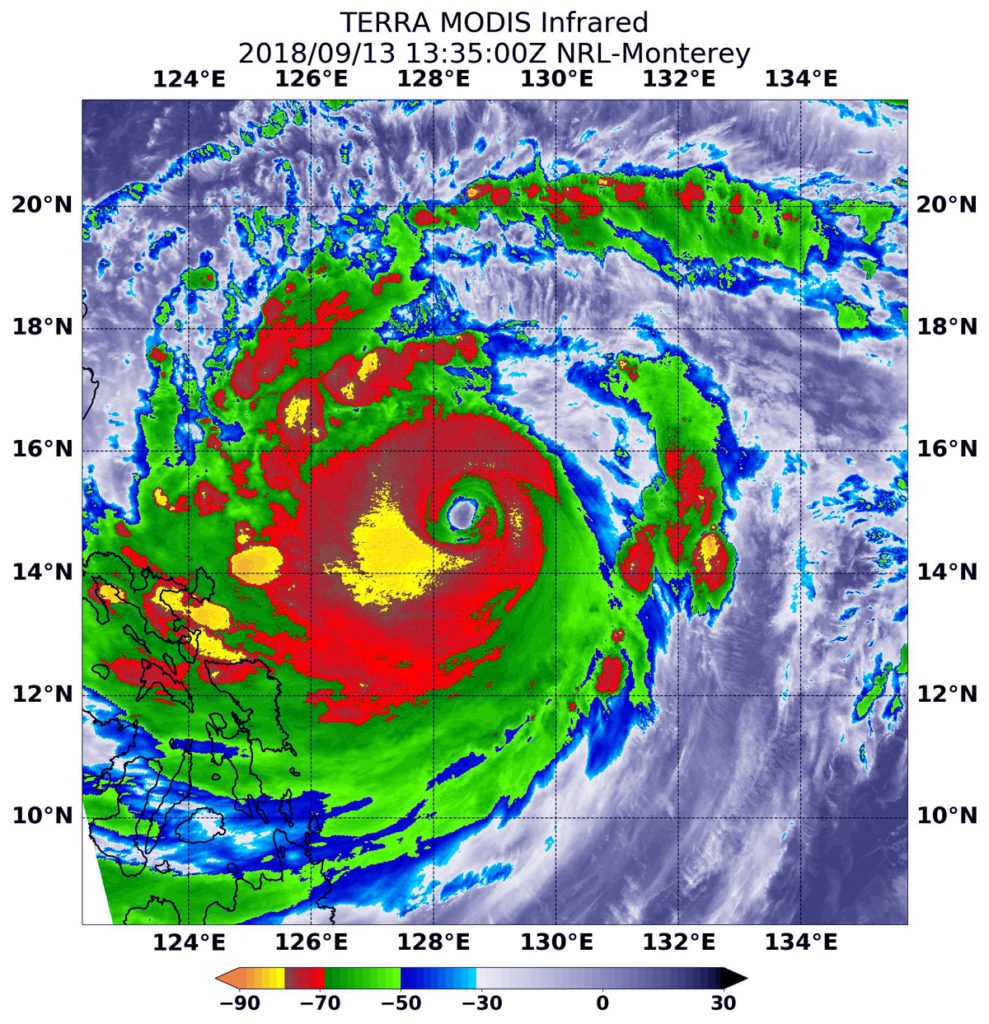 TERRA MODIS Infrared
2018/09/13 13:35:00Z NRL-Monterey
124°E 126°E 128°E 130°E 132°E 134°E
20°N 20°N
18°N 18°N
16°N 16°N
14°N 14°N
12°N 12°N
10°N 10°N
124°E 126°E 128°E 130°E 132°E 134°E
−90 −70 −50 −30 0 30